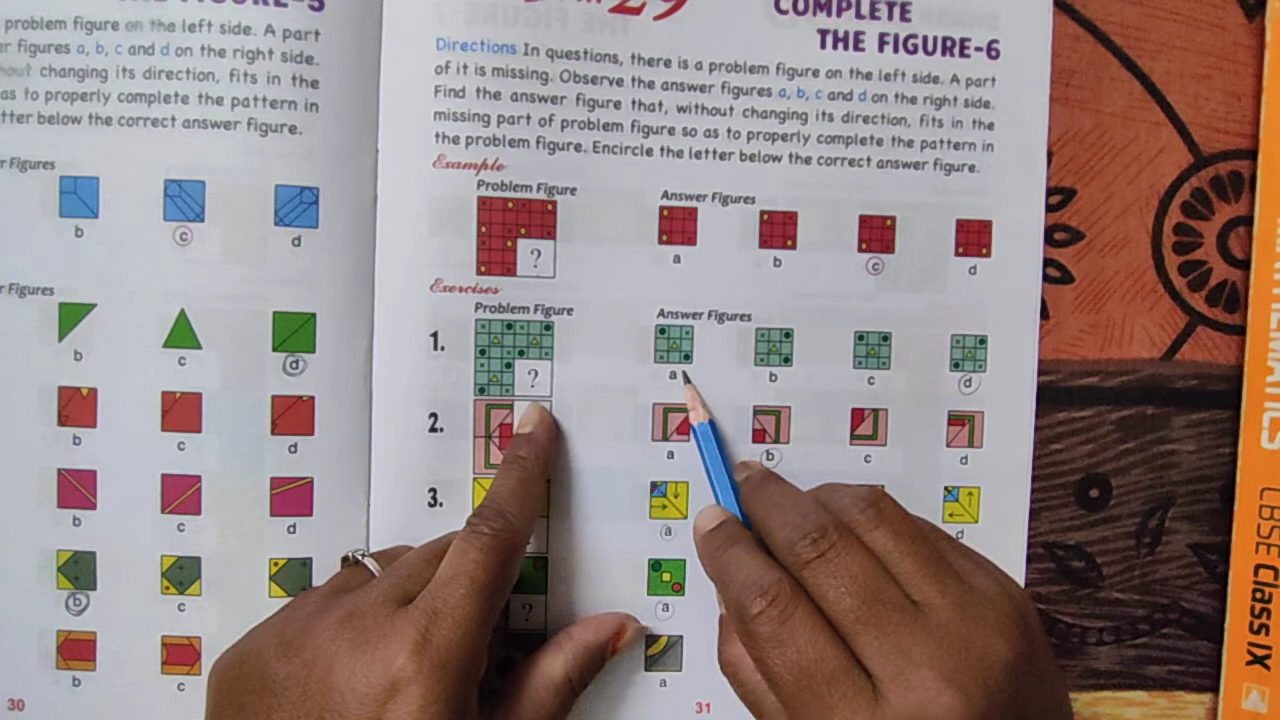 THE FIGURE-5
problem figure on the left side. A part
figures a, b, c and d on the right side.
changing its direction, fits in the
as to properly complete the pattern in
below the correct answer figure.
Figures
b
c
d
Figures
b
c
d
b
c
d
b
c
d
b
c
b
c
30
29
COMPLETE
THE FIGURE-6
Directions In questions, there is a problem figure on the left side. A part
of it is missing. Observe the answer figures a, b, c and d on the right side.
Find the answer figure that, without changing its direction, fits in the
missing part of problem figure so as to properly complete the pattern in
the problem figure. Encircle the letter below the correct answer figure.
Example
Problem Figure
Answer Figures
?
a
b
c
d
Exercises
Problem Figure
Answer Figures
1.
?
a
b
c
d
2.
a
b
c
d
3.
a
d
?
a
a
31
MATHEMATICS
CBSE Class IX